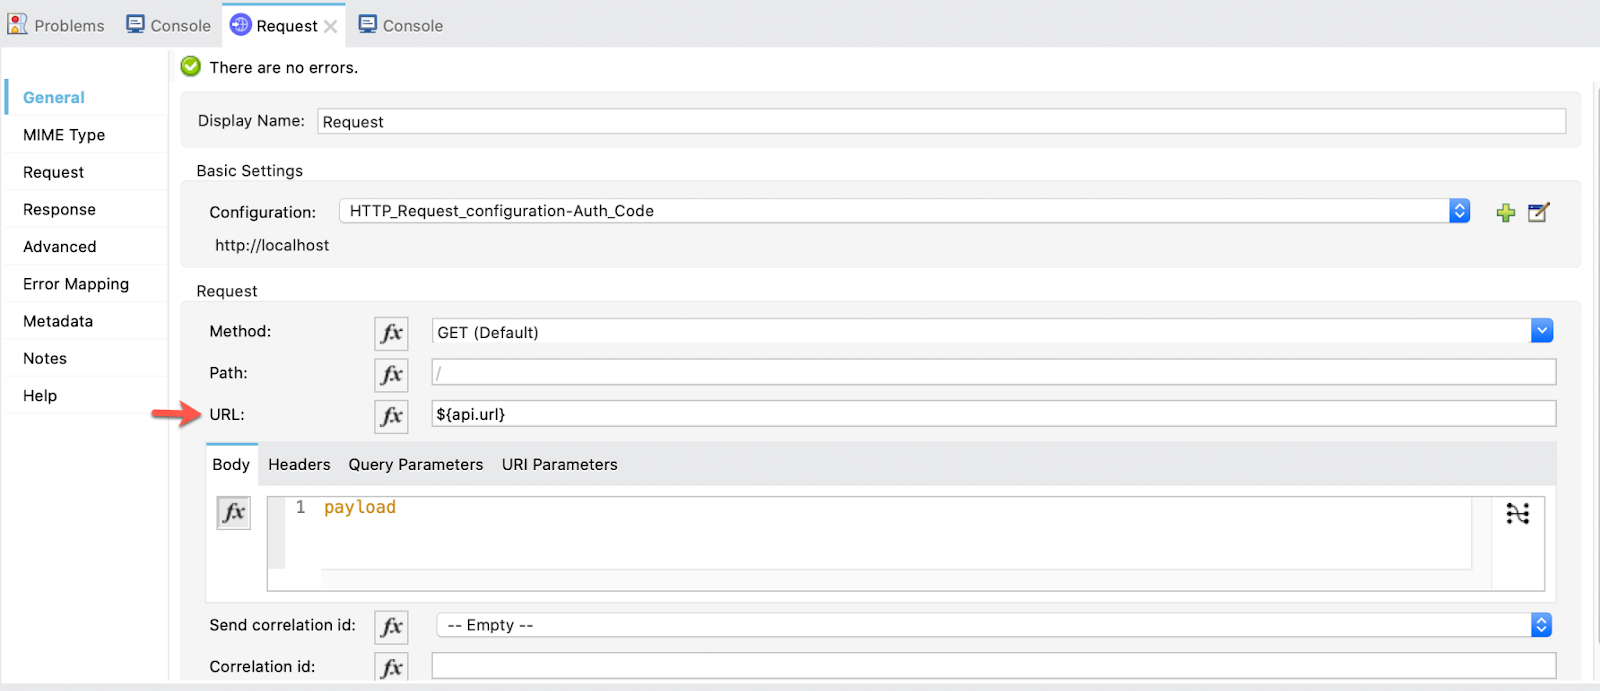 Problems Console Request Console
There are no errors.
General
MIME Type
Request
Response
Advanced
Error Mapping
Metadata
Notes
Help
Display Name: Request
Basic Settings
Configuration: HTTP_Request_configuration-Auth_Code
http://localhost
Request
Method: fx GET (Default)
Path: fx /
URL: fx ${api.url}
Body Headers Query Parameters URI Parameters
fx 1 payload
Send correlation id: fx -- Empty --
Correlation id: fx